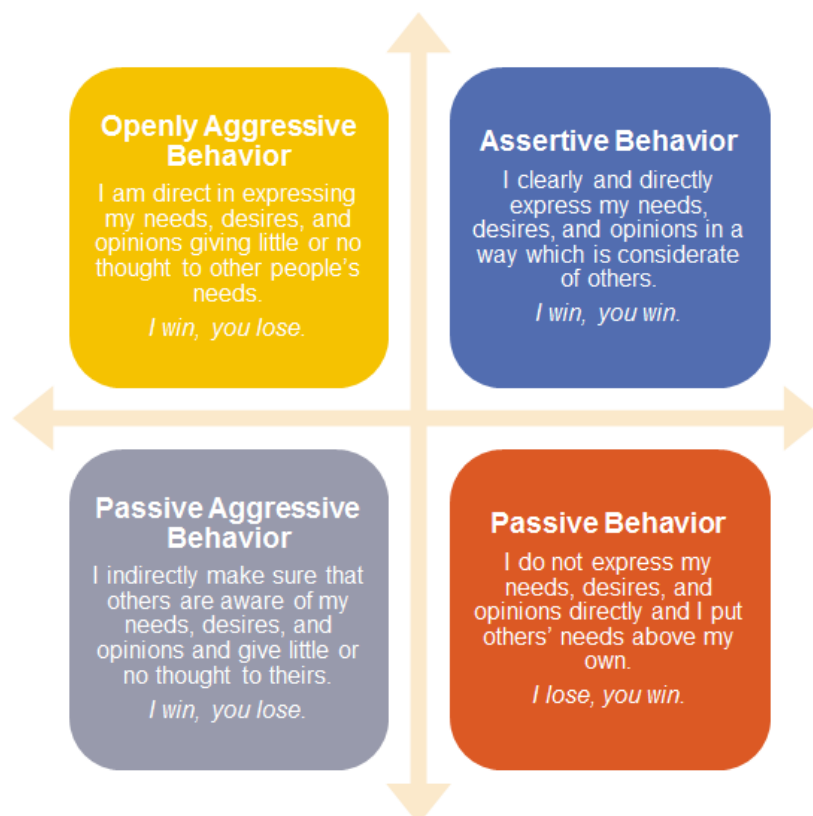 Openly Aggressive
Behavior
I am direct in expressing
my needs, desires, and
opinions giving little or no
thought to other people's
needs.
I win, you lose.
Assertive Behavior
I clearly and directly
express my needs,
desires, and opinions in a
way which is considerate
of others.
I win, you win.
Passive Aggressive
Behavior
I indirectly make sure that
others are aware of my
needs, desires, and
opinions and give little or
no thought to theirs.
I win, you lose.
Passive Behavior
I do not express my
needs, desires, and
opinions directly and I put
others' needs above my
own.
I lose, you win.